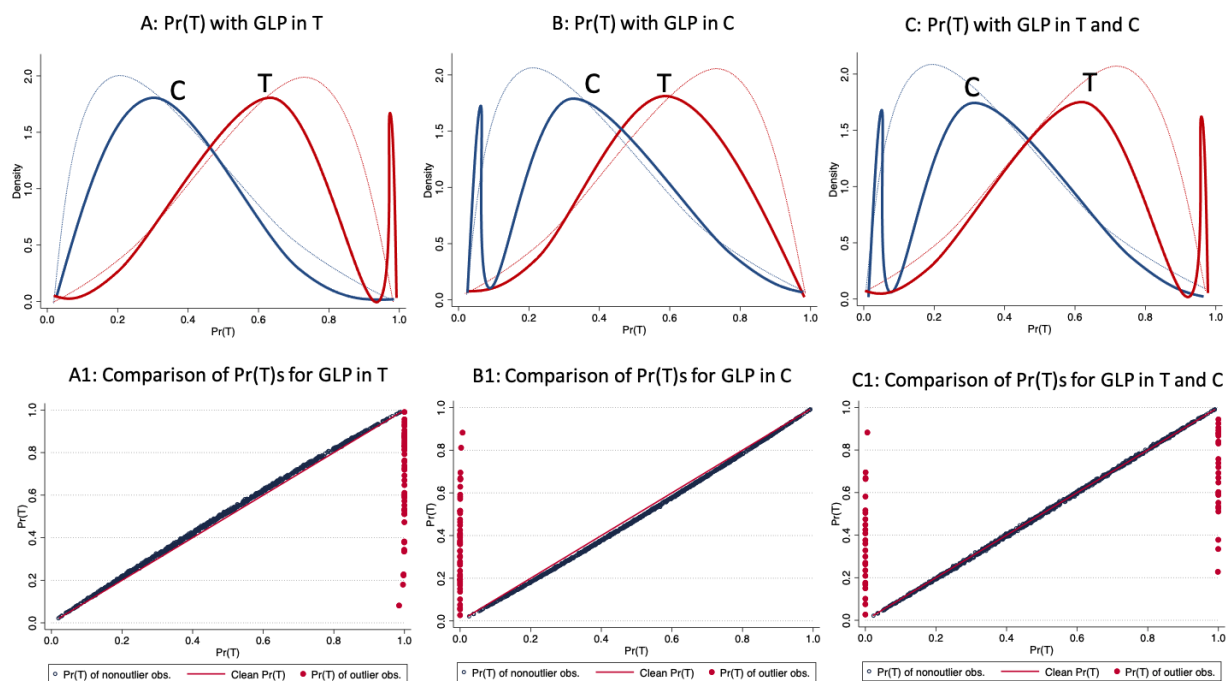 A: Pr(T) with GLP in T
B: Pr(T) with GLP in C
C: Pr(T) with GLP in T and C
Density
2.0
1.5
1.0
0.5
0.0
C
T
0.0 0.2 0.4 0.6 0.8 1.0
Pr(T)
Density
2.0
1.5
1.0
0.5
0.0
C
T
0.0 0.2 0.4 0.6 0.8 1.0
Pr(T)
Density
2.0
1.5
1.0
0.5
0.0
C
T
0.0 0.2 0.4 0.6 0.8 1.0
Pr(T)
A1: Comparison of Pr(T)s for GLP in T
B1: Comparison of Pr(T)s for GLP in C
C1: Comparison of Pr(T)s for GLP in T and C
Pr(T)
1.0
0.8
0.6
0.4
0.2
0.0
0.0 0.2 0.4 0.6 0.8 1.0
Pr(T)
Pr(T) of nonoutlier obs. Clean Pr(T) Pr(T) of outlier obs.
Pr(T)
1.0
0.8
0.6
0.4
0.2
0.0
0.0 0.2 0.4 0.6 0.8 1.0
Pr(T)
Pr(T) of nonoutlier obs. Clean Pr(T) Pr(T) of outlier obs.
Pr(T)
1.0
0.8
0.6
0.4
0.2
0.0
0.0 0.2 0.4 0.6 0.8 1.0
Pr(T)
Pr(T) of nonoutlier obs. Clean Pr(T) Pr(T) of outlier obs.